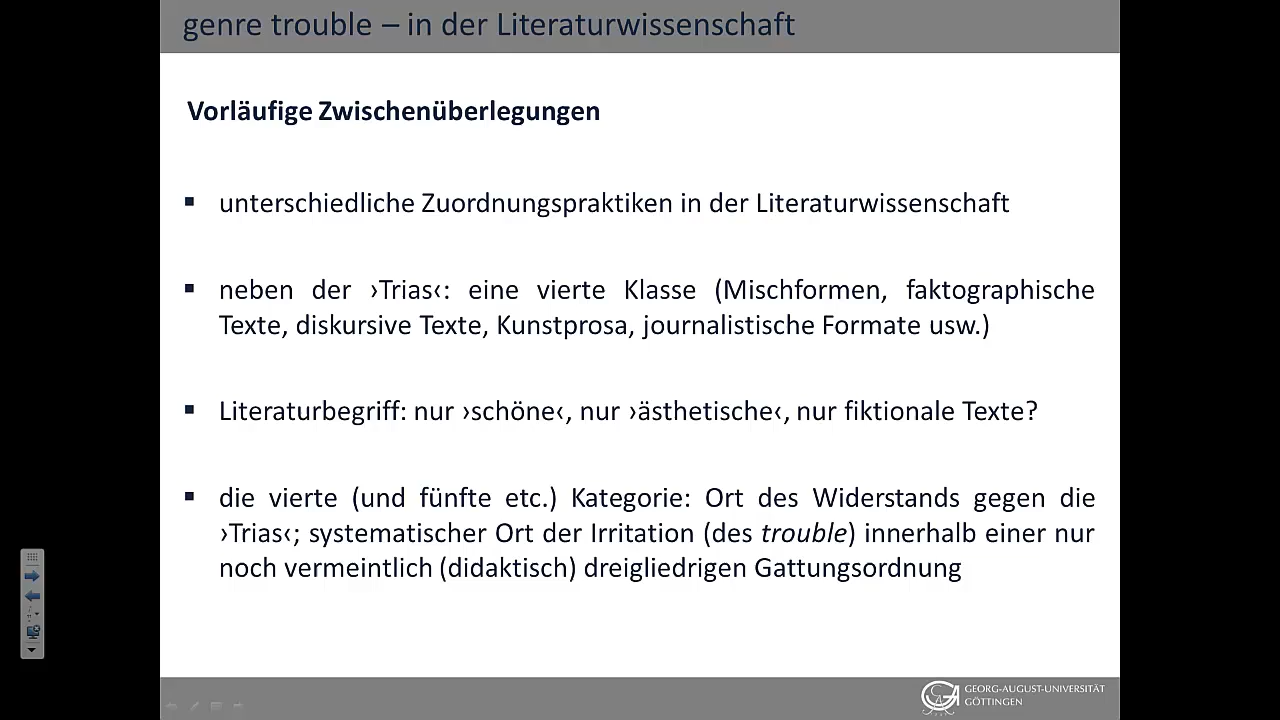 genre trouble – in der Literaturwissenschaft
Vorläufige Zwischenüberlegungen
▪ unterschiedliche Zuordnungspraktiken in der Literaturwissenschaft
▪ neben der ›Trias‹: eine vierte Klasse (Mischformen, faktographische
Texte, diskursive Texte, Kunstprosa, journalistische Formate usw.)
▪ Literaturbegriff: nur ›schöne‹, nur ›ästhetische‹, nur fiktionale Texte?
▪ die vierte (und fünfte etc.) Kategorie: Ort des Widerstands gegen die
›Trias‹; systematischer Ort der Irritation (des trouble) innerhalb einer nur
noch vermeintlich (didaktisch) dreigliedrigen Gattungsordnung
GEORG-AUGUST-UNIVERSITÄT
GÖTTINGEN